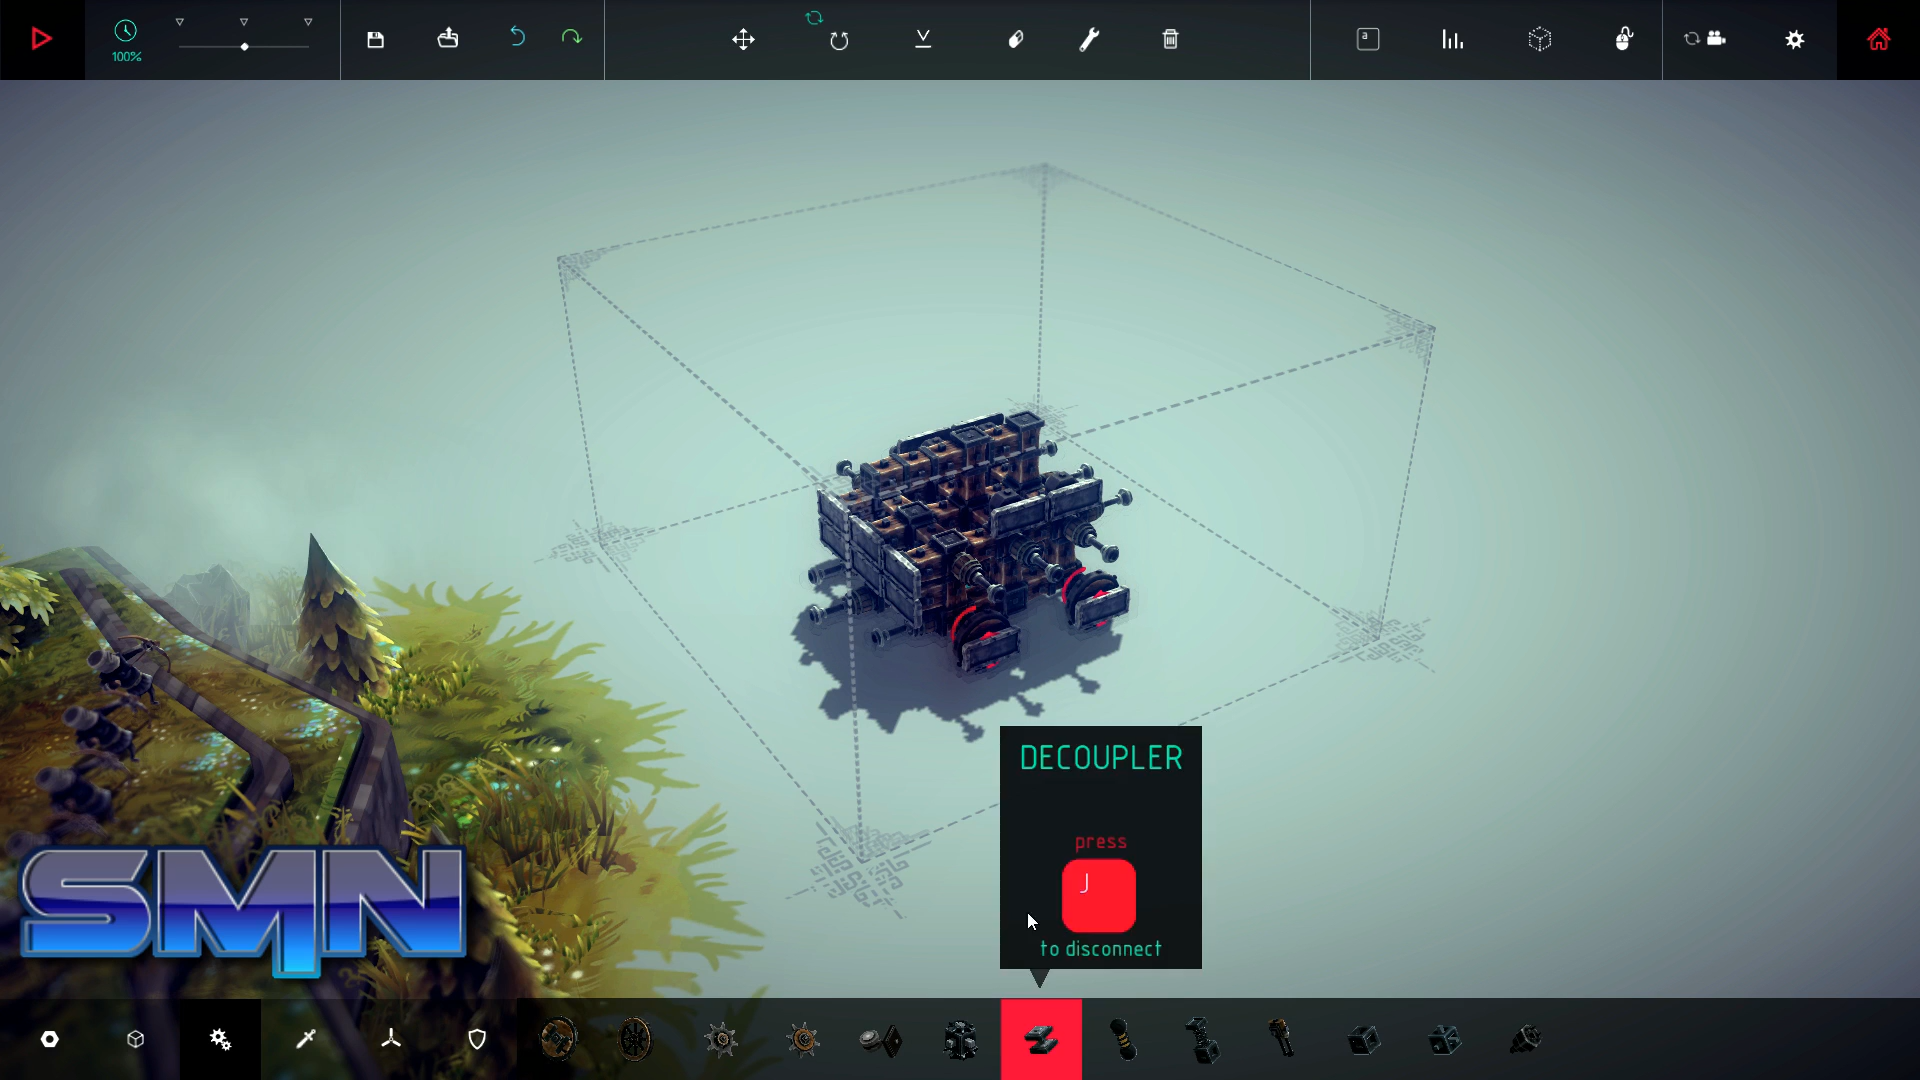 100%
a
DECOUPLER
press
J
to disconnect
SMN